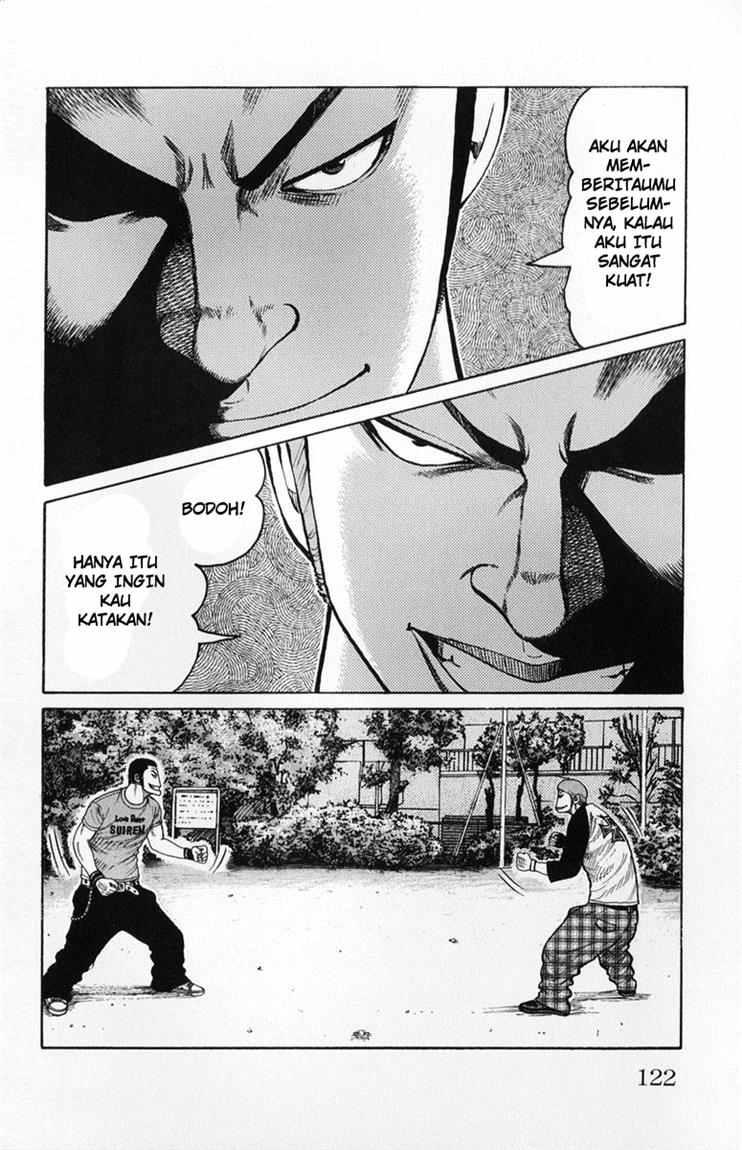 AKU AKAN
MEM-
BERITAUMU
SEBELUM-
NYA, KALAU
AKU ITU
SANGAT
KUAT!
BODOH!
HANYA ITU
YANG INGIN
KAU
KATAKAN!
SUIREN
122